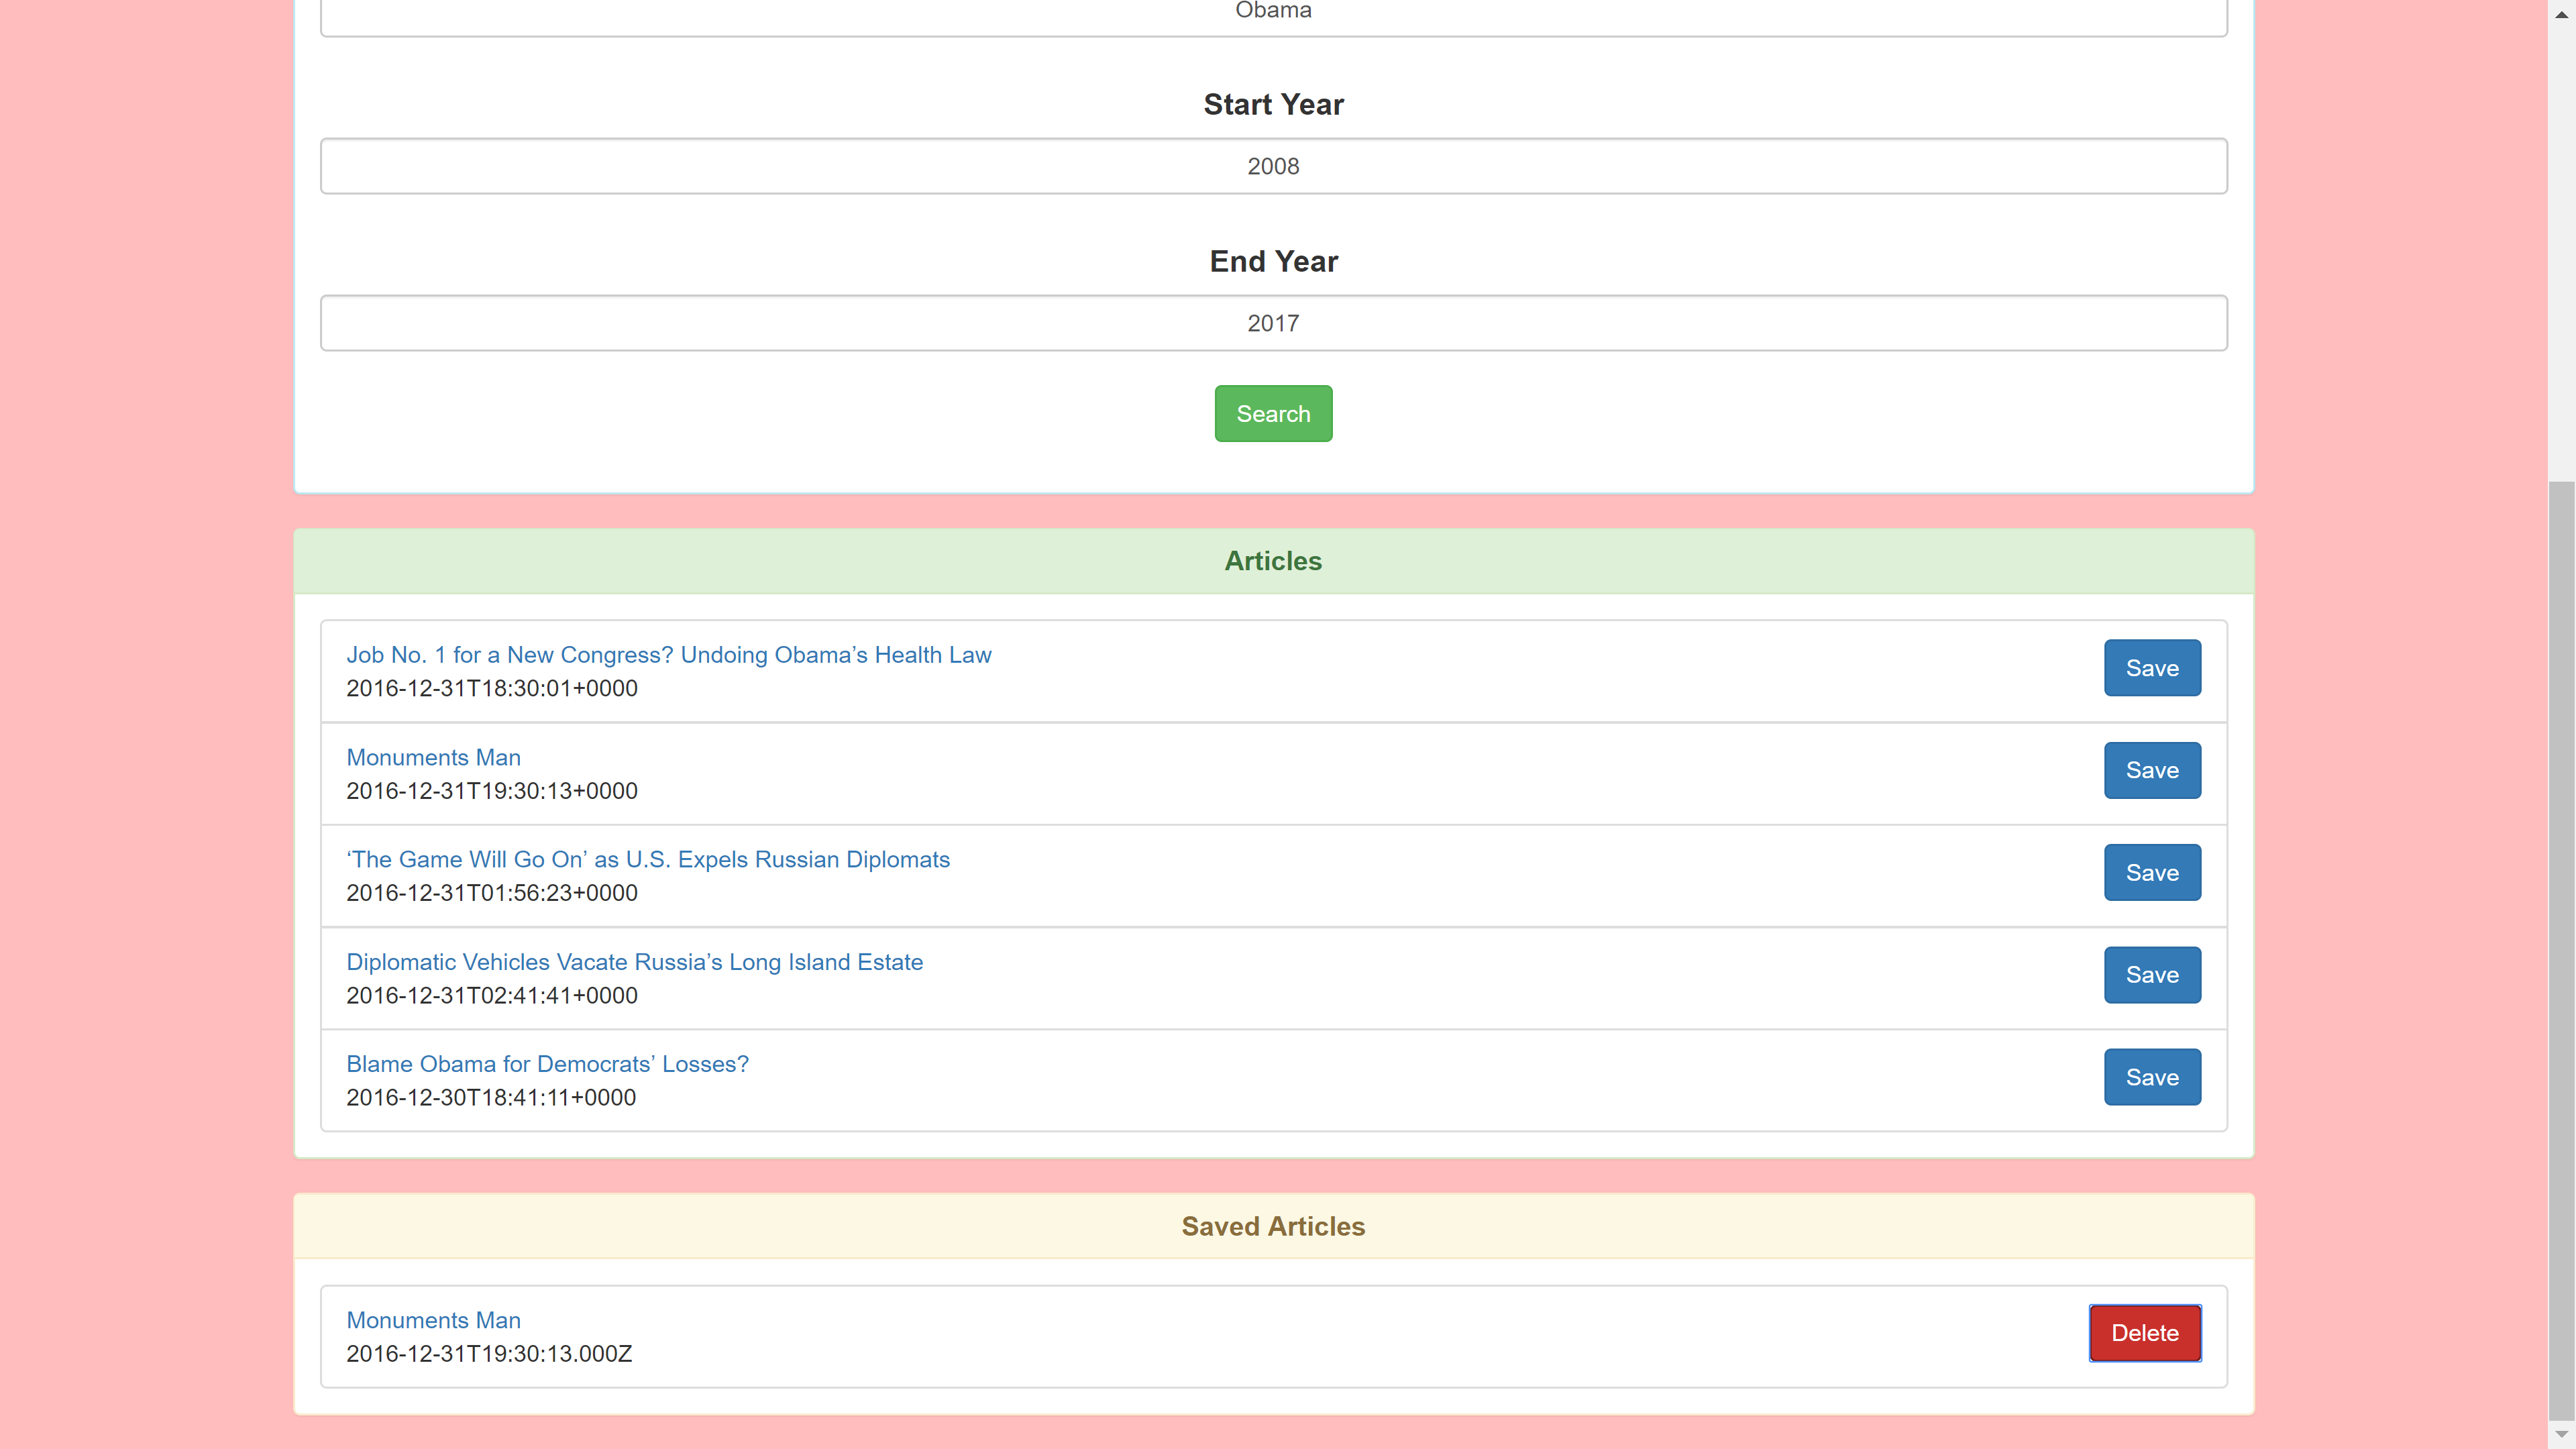 Obama
Start Year
2008
End Year
2017
Search
Articles
Job No. 1 for a New Congress? Undoing Obama’s Health Law
2016-12-31T18:30:01+0000
Save
Monuments Man
2016-12-31T19:30:13+0000
Save
‘The Game Will Go On’ as U.S. Expels Russian Diplomats
2016-12-31T01:56:23+0000
Save
Diplomatic Vehicles Vacate Russia’s Long Island Estate
2016-12-31T02:41:41+0000
Save
Blame Obama for Democrats’ Losses?
2016-12-30T18:41:11+0000
Save
Saved Articles
Monuments Man
2016-12-31T19:30:13.000Z
Delete